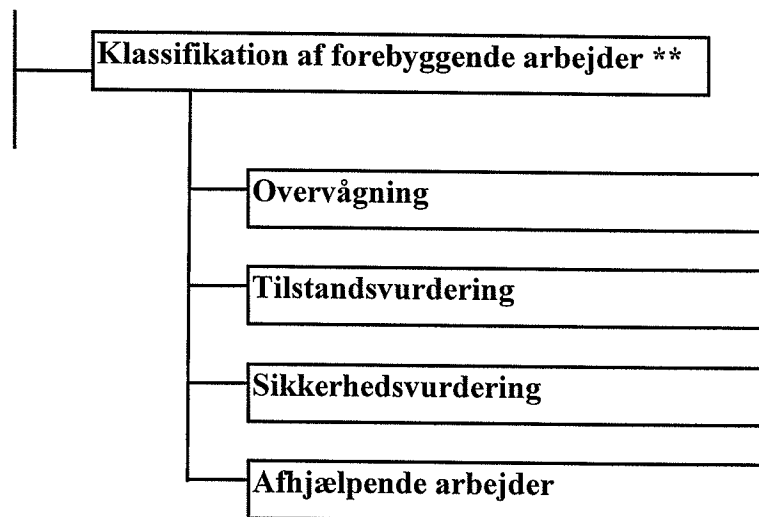 Klassifikation af forebyggende arbejder **
Overvågning
Tilstandsvurdering
Sikkerhedsvurdering
Afhjælpende arbejder